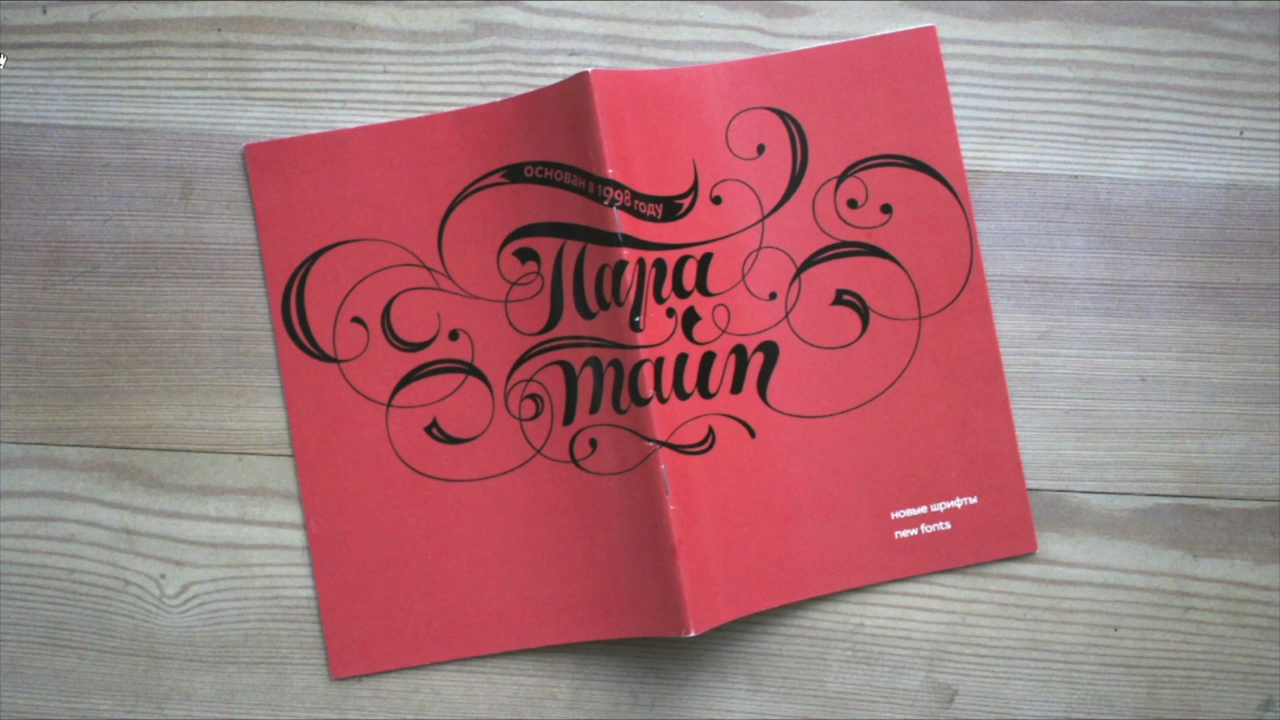 основан в 1998 году
Пара
тайп
новые шрифты
new fonts